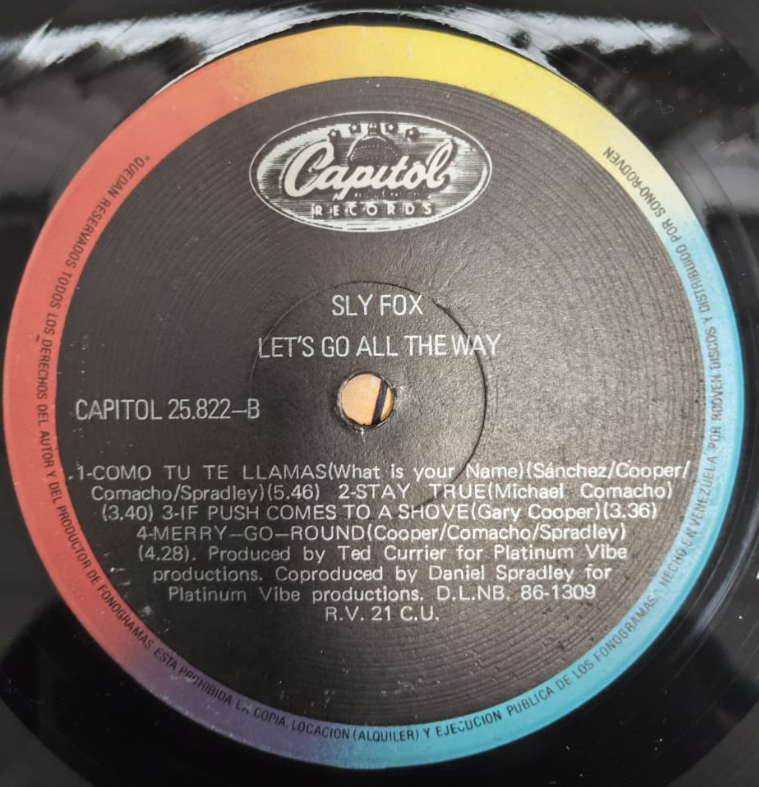 Capitol
RECORDS
SLY FOX
LET'S GO ALL THE WAY
CAPITOL 25.822-B
1-COMO TU TE LLAMAS(What is your Name)(Sánchez/Cooper/
Comacho/Spradley)(5.46) 2-STAY TRUE(Michael Comacho)
(3.40) 3-IF PUSH COMES TO A SHOVE(Gary Cooper)(3.36)
4-MERRY-GO-ROUND(Cooper/Comacho/Spradley)
(4.28). Produced by Ted Currier for Platinum Vibe
productions. Coproduced by Daniel Spradley for
Platinum Vibe productions. D.L.NB. 86-1309
R.V. 21 C.U.
"QUEDAN RESERVADOS TODOS LOS DERECHOS DEL AUTOR Y DEL PRODUCTOR DE FONOGRAMAS ESTA PROHIBIDA LA COPIA, LOCACION (ALQUILER) Y EJECUCION PUBLICA DE LOS FONOGRAMAS". HECHO EN VENEZUELA POR RODVEN DISCOS Y DISTRIBUIDO POR SONO-RODVEN